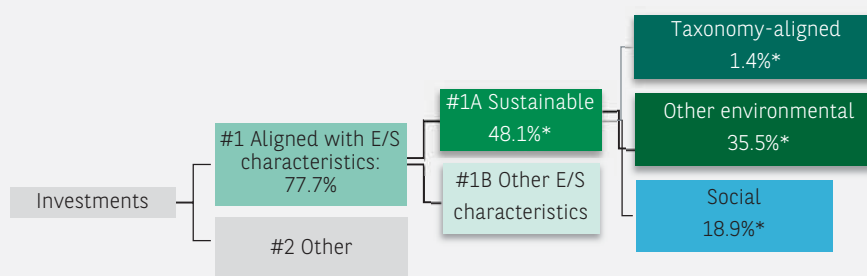 Investments
#1 Aligned with E/S
characteristics:
77.7%
#2 Other
#1A Sustainable
48.1%*
#1B Other E/S
characteristics
Taxonomy-aligned
1.4%*
Other environmental
35.5%*
Social
18.9%*